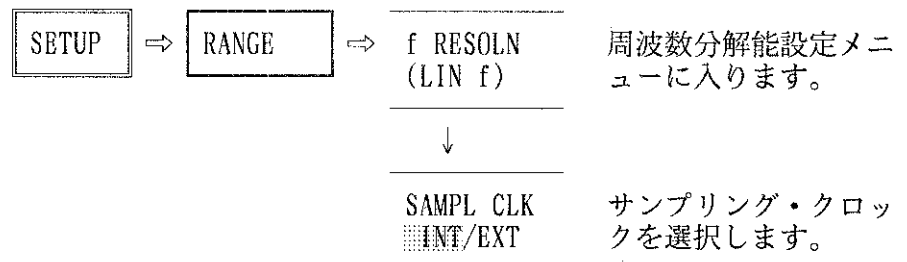 SETUP ⇨ RANGE ⇨ f RESOLN 周波数分解能設定メニ
(LIN f) ューに入ります。
↓
SAMPL CLK サンプリング・クロッ
INT/EXT クを選択します。